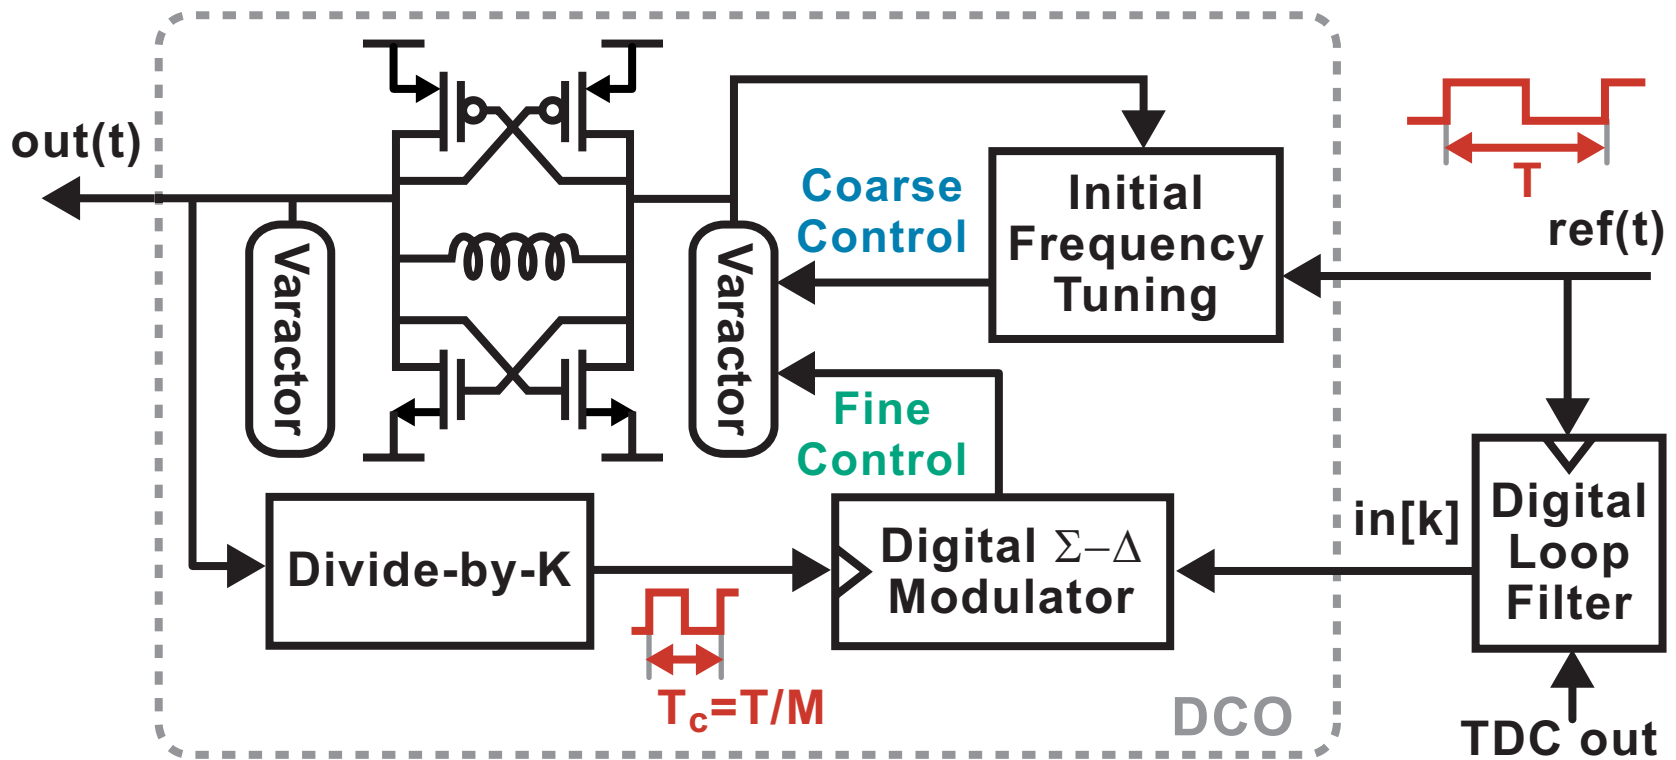 out(t)
Varactor
Varactor
Coarse
Control
Initial
Frequency
Tuning
T
ref(t)
Fine
Control
Divide-by-K
Digital Σ−Δ
Modulator
in[k]
Digital
Loop
Filter
Tc=T/M
DCO
TDC out